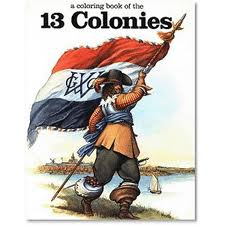 a coloring book of the
13 Colonies